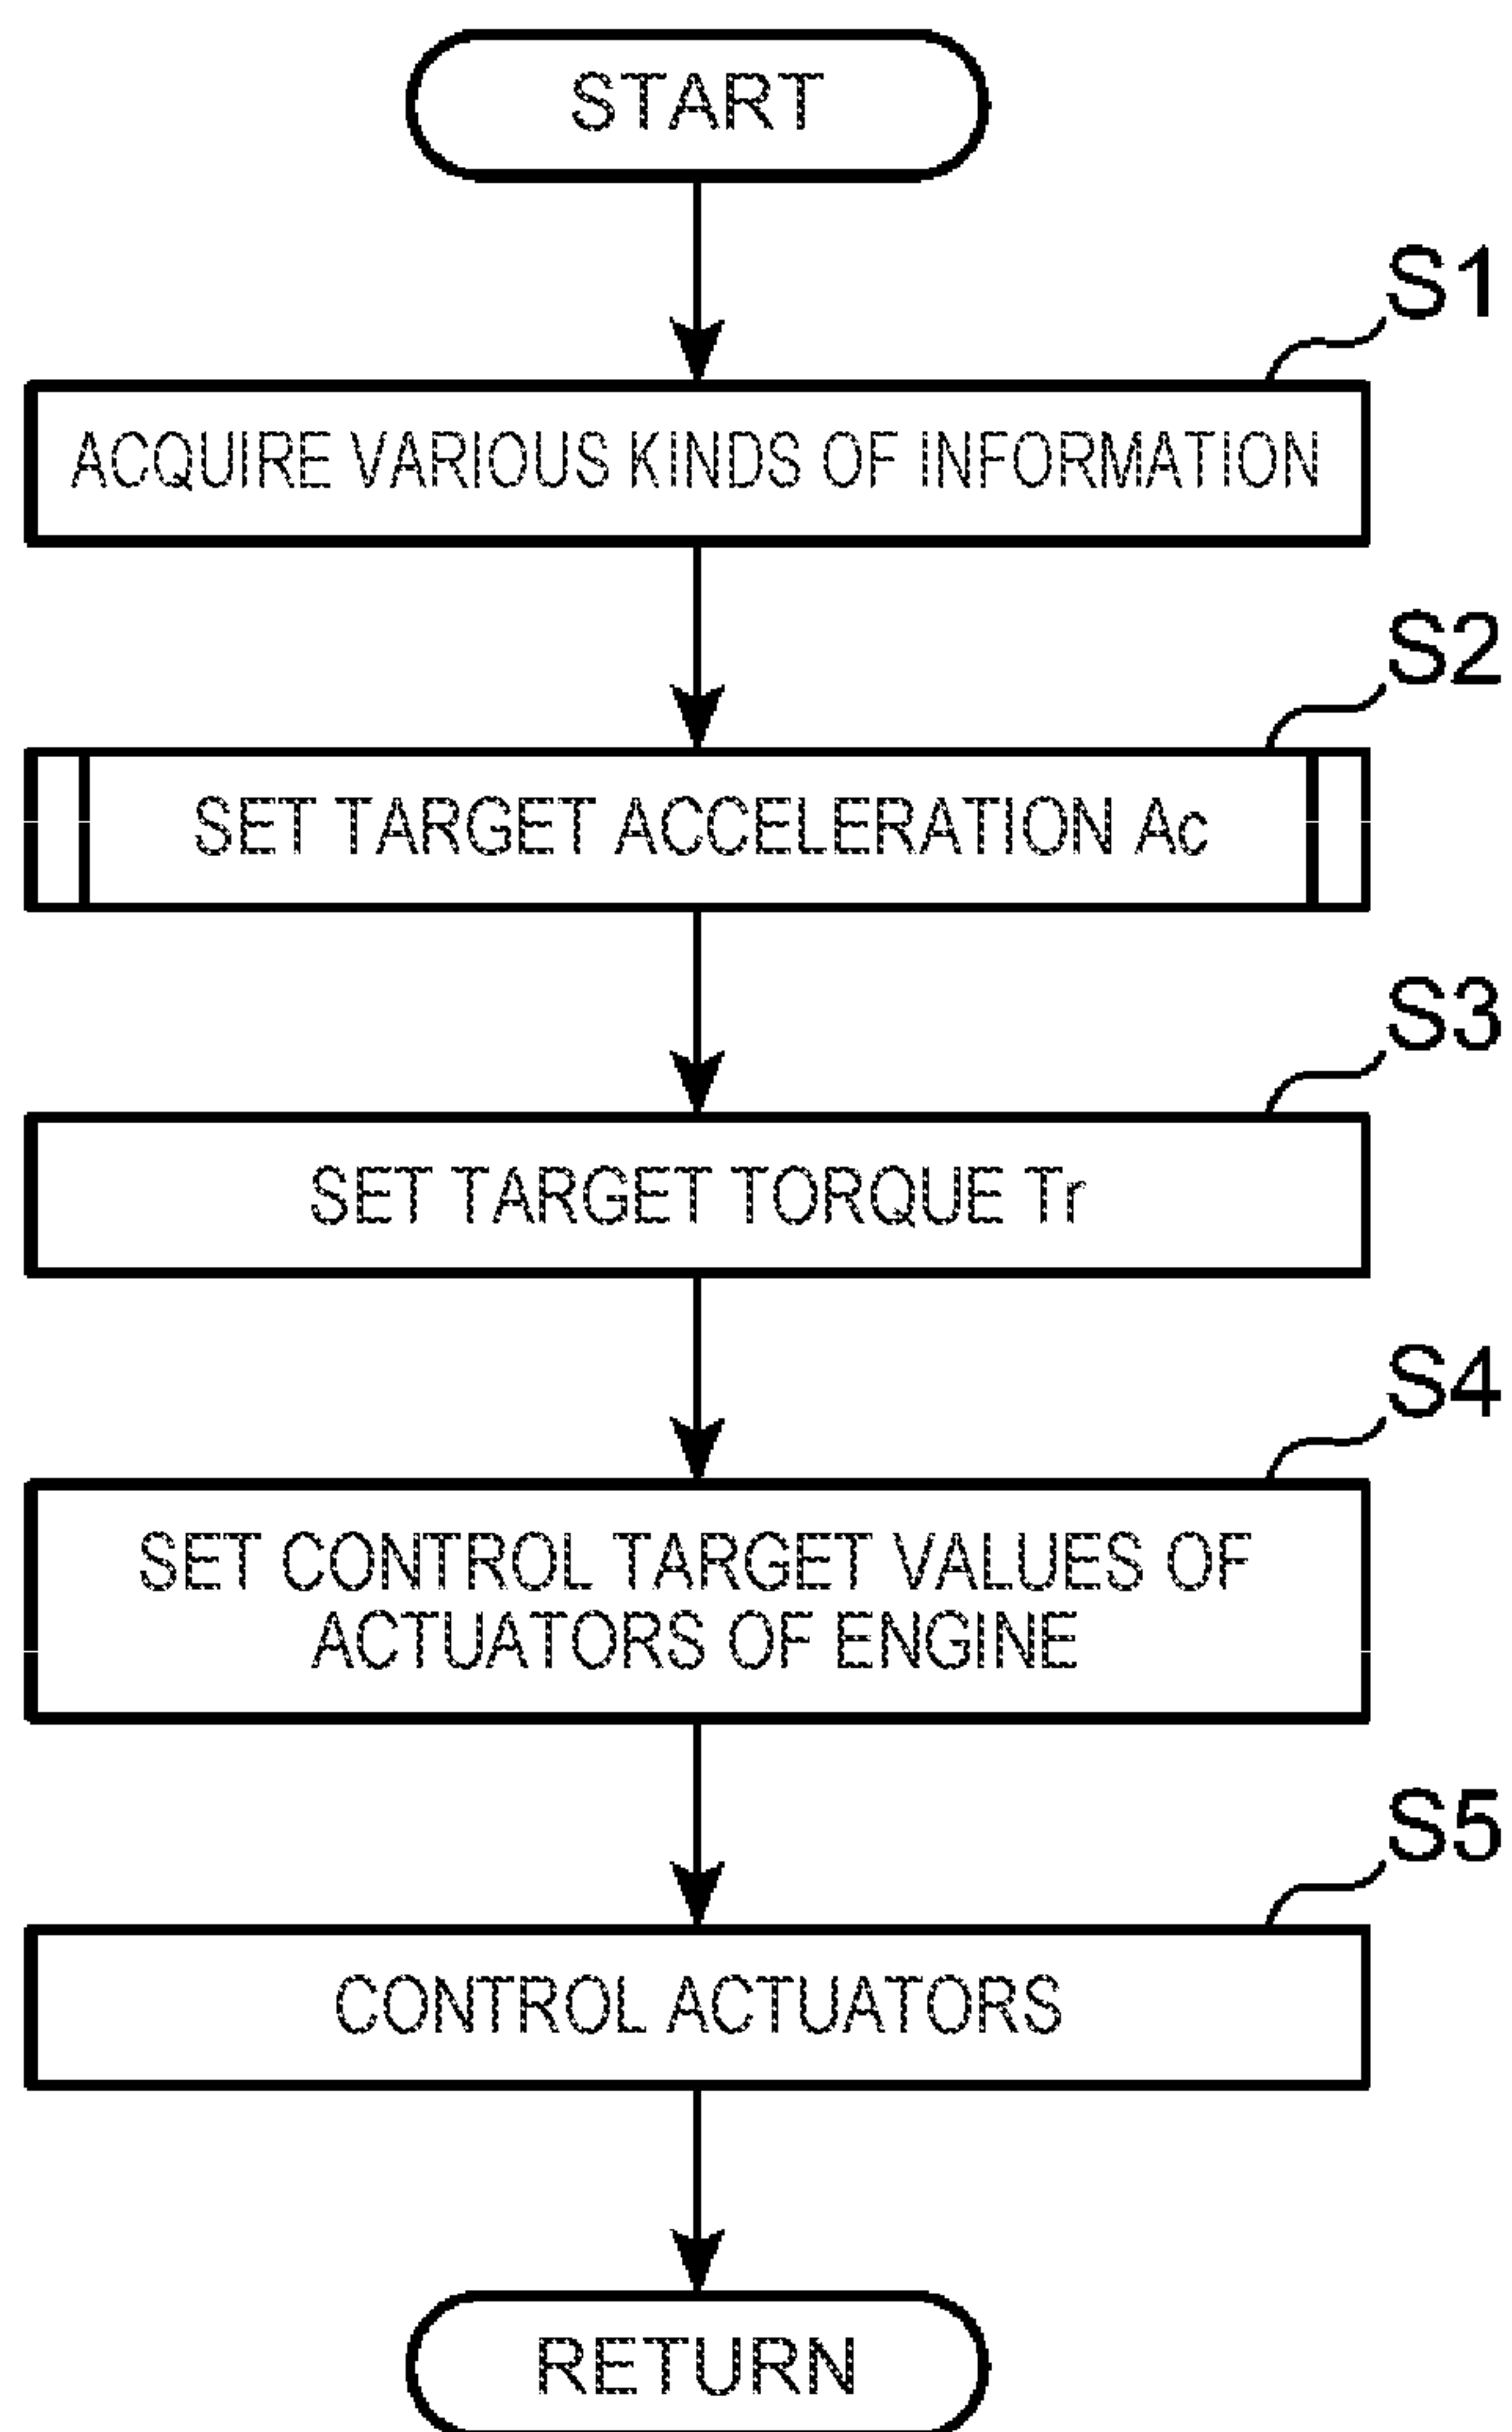 START
S1
ACQUIRE VARIOUS KINDS OF INFORMATION
S2
SET TARGET ACCELERATION Ac
S3
SET TARGET TORQUE Tr
S4
SET CONTROL TARGET VALUES OF
ACTUATORS OF ENGINE
S5
CONTROL ACTUATORS
RETURN